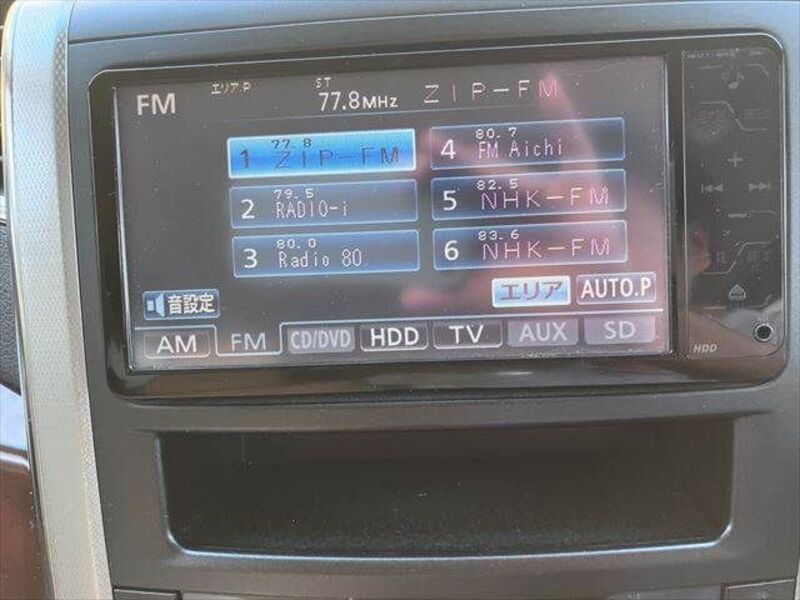 FM エリア.P ST 77.8MHz ZIP-FM
1 77.8 ZIP-FM
4 80.7 FM Aichi
2 79.5 RADIO-i
5 82.5 NHK-FM
3 80.0 Radio 80
6 83.6 NHK-FM
エリア AUTO.P
音設定
AM FM CD/DVD HDD TV AUX SD
HDD